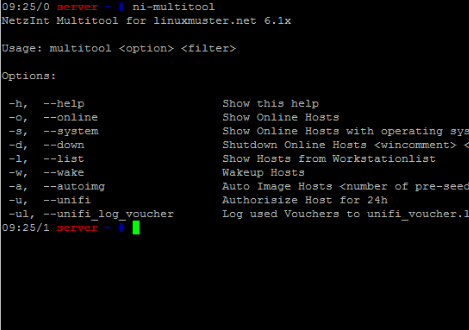 09:25/0 server ~ # ni-multitool
NetzInt Multitool for linuxmuster.net 6.1x
Usage: multitool <option> <filter>
Options:
-h, --help Show this help
-o, --online Show Online Hosts
-s, --system Show Online Hosts with operating sys
-d, --down Shutdown Online Hosts <wincomment> <
-l, --list Show Hosts from Workstationlist
-w, --wake Wakeup Hosts
-a, --autoimg Auto Image Hosts <number of pre-seed
-u, --unifi Authorisize Host for 24h
-ul, --unifi_log_voucher Log used Vouchers to unifi_voucher.l
09:25/1 server ~ #